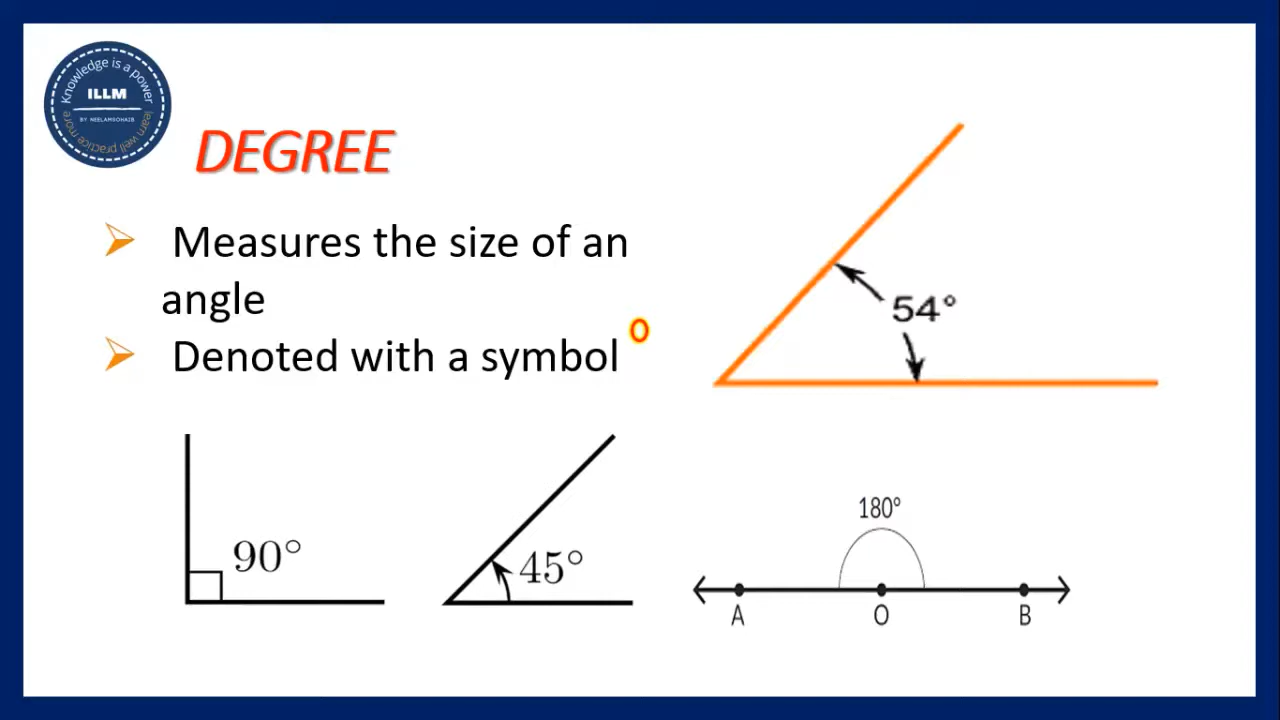 Knowledge is a power
ILLM
BY NEELAMSOHAIB
learn well practice more
DEGREE
Measures the size of an
angle
Denoted with a symbol °
54°
90°
45°
180°
A O B